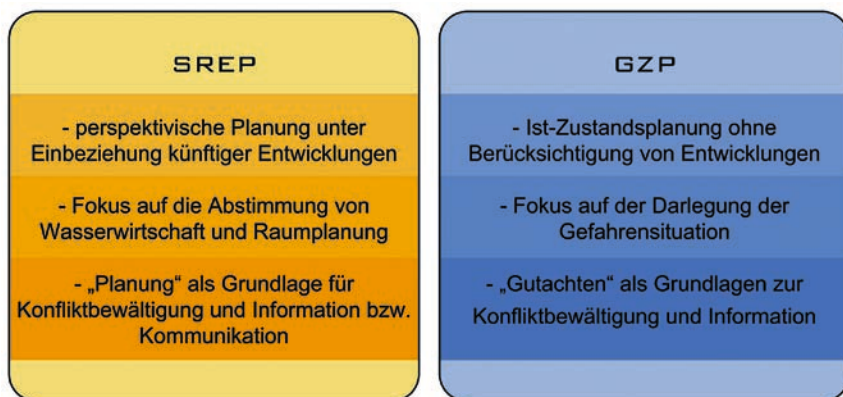 SREP
- perspektivische Planung unter
Einbeziehung künftiger Entwicklungen
- Fokus auf die Abstimmung von
Wasserwirtschaft und Raumplanung
- „Planung“ als Grundlage für
Konfliktbewältigung und Information bzw.
Kommunikation
GZP
- Ist-Zustandsplanung ohne
Berücksichtigung von Entwicklungen
- Fokus auf der Darlegung der
Gefahrensituation
- „Gutachten“ als Grundlagen zur
Konfliktbewältigung und Information